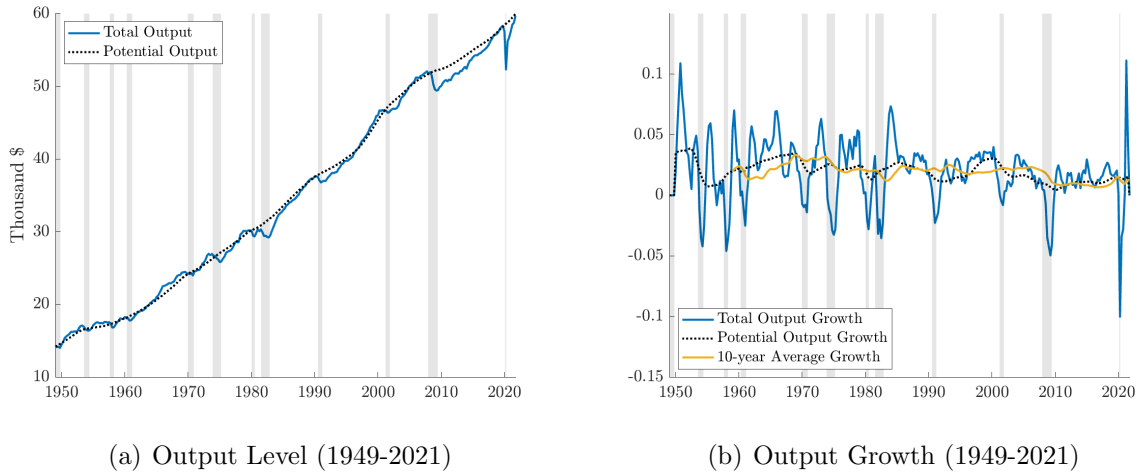 60
50
40
30
20
10
Thousand $
Total Output
Potential Output
1950 1960 1970 1980 1990 2000 2010 2020
(a) Output Level (1949-2021)
0.1
0.05
0
-0.05
-0.1
-0.15
Total Output Growth
Potential Output Growth
10-year Average Growth
1950 1960 1970 1980 1990 2000 2010 2020
(b) Output Growth (1949-2021)